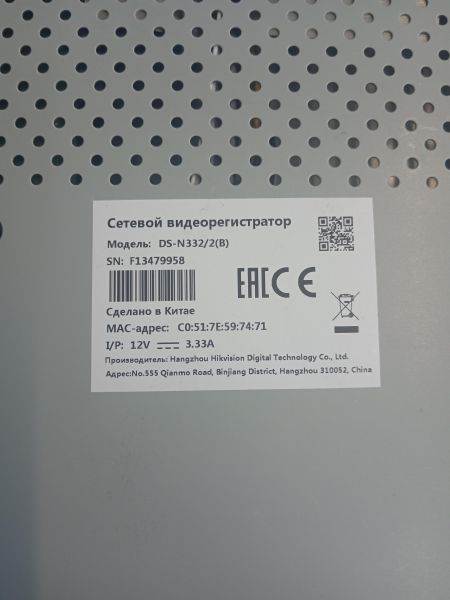 Сетевой видеорегистратор
Модель: DS-N332/2(B)
SN: F13479958
EAC CE
Сделано в Китае
MAC-адрес: C0:51:7E:59:74:71
I/P: 12V 3.33A
Производитель: Hangzhou Hikvision Digital Technology Co., Ltd.
Адрес:No.555 Qianmo Road, Binjiang District, Hangzhou 310052, China